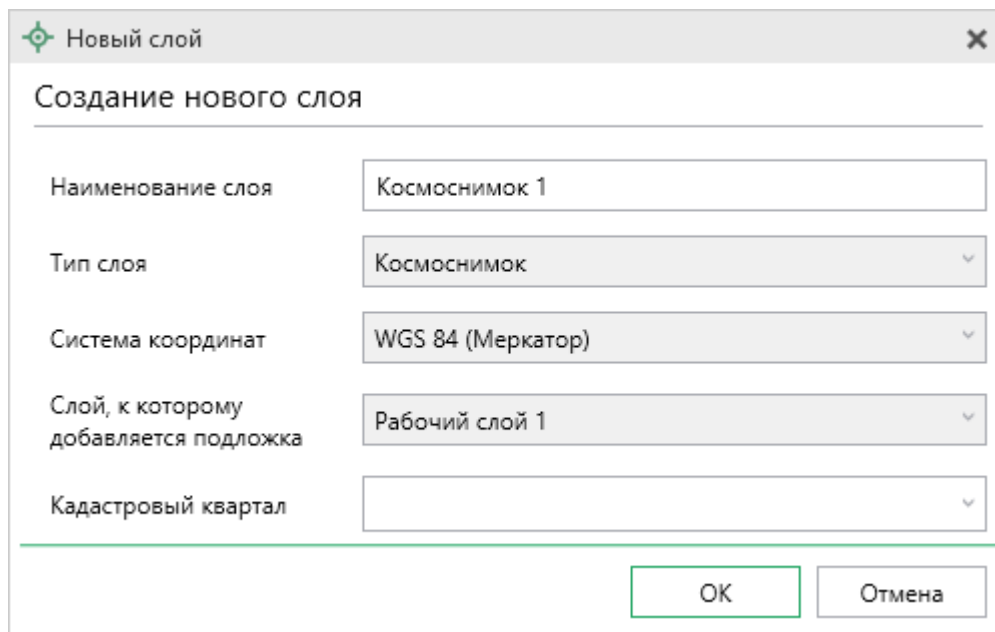 Новый слой
Создание нового слоя
Наименование слоя
Космоснимок 1
Тип слоя
Космоснимок
Система координат
WGS 84 (Меркатор)
Слой, к которому
добавляется подложка
Рабочий слой 1
Кадастровый квартал
ОК
Отмена